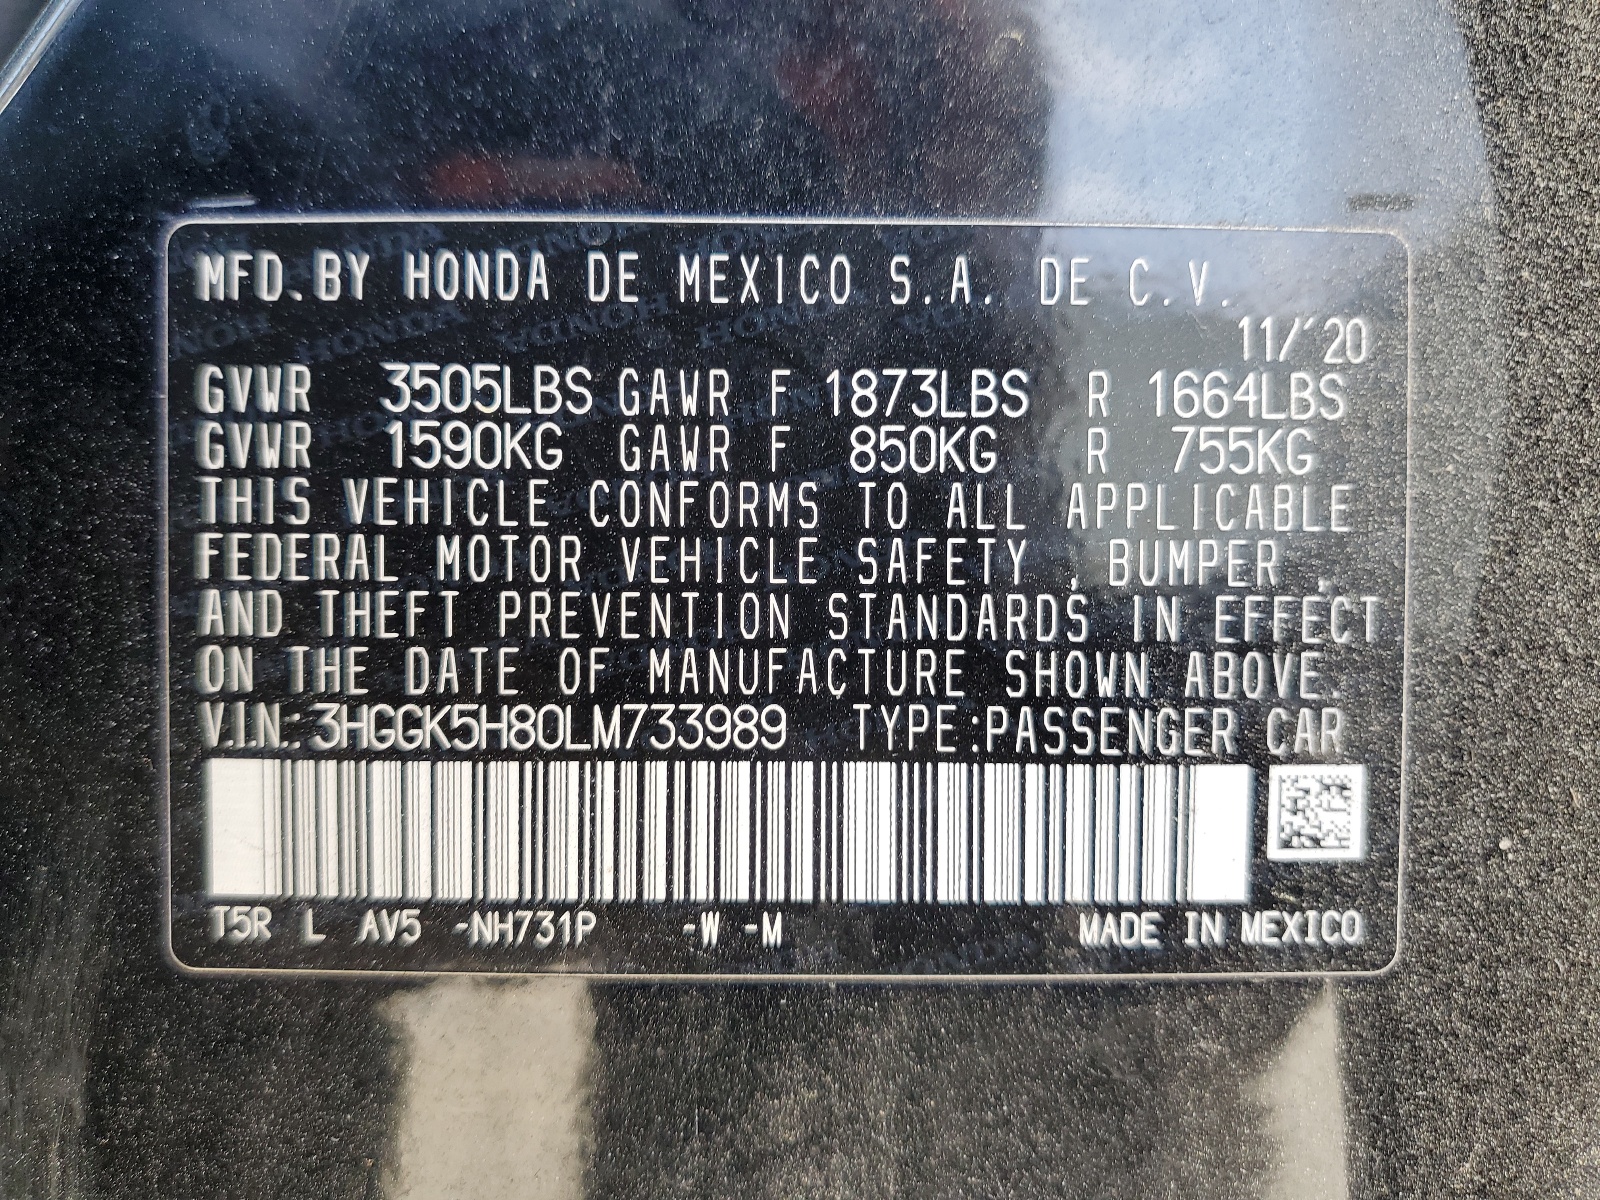 MFD.BY HONDA DE MEXICO S.A. DE C.V.
11/'20
GVWR 3505LBS GAWR F 1873LBS R 1664LBS
GVWR 1590KG GAWR F 850KG R 755KG
THIS VEHICLE CONFORMS TO ALL APPLICABLE
FEDERAL MOTOR VEHICLE SAFETY , BUMPER ,
AND THEFT PREVENTION STANDARDS IN EFFECT
ON THE DATE OF MANUFACTURE SHOWN ABOVE.
V.I.N.: 3HGGK5H80LM733989 TYPE:PASSENGER CAR
T5R L AV5 -NH731P -W -M MADE IN MEXICO